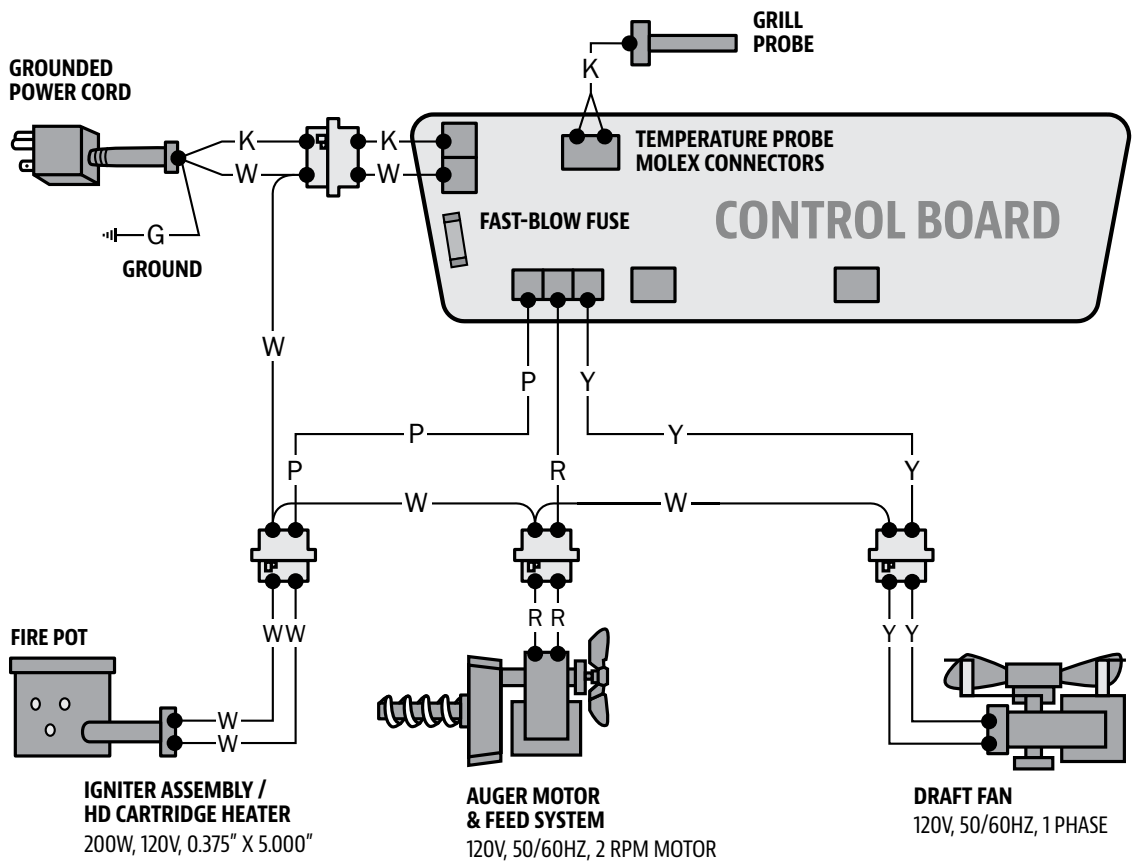 GRILL
PROBE
GROUNDED
POWER CORD
K
K
K
TEMPERATURE PROBE
MOLEX CONNECTORS
W
W
CONTROL BOARD
FAST-BLOW FUSE
G
GROUND
W
P
Y
P
Y
P
R
Y
W
W
R R
W W
Y Y
FIRE POT
W
W
IGNITER ASSEMBLY /
HD CARTRIDGE HEATER
200W, 120V, 0.375" X 5.000"
AUGER MOTOR
& FEED SYSTEM
120V, 50/60HZ, 2 RPM MOTOR
DRAFT FAN
120V, 50/60HZ, 1 PHASE